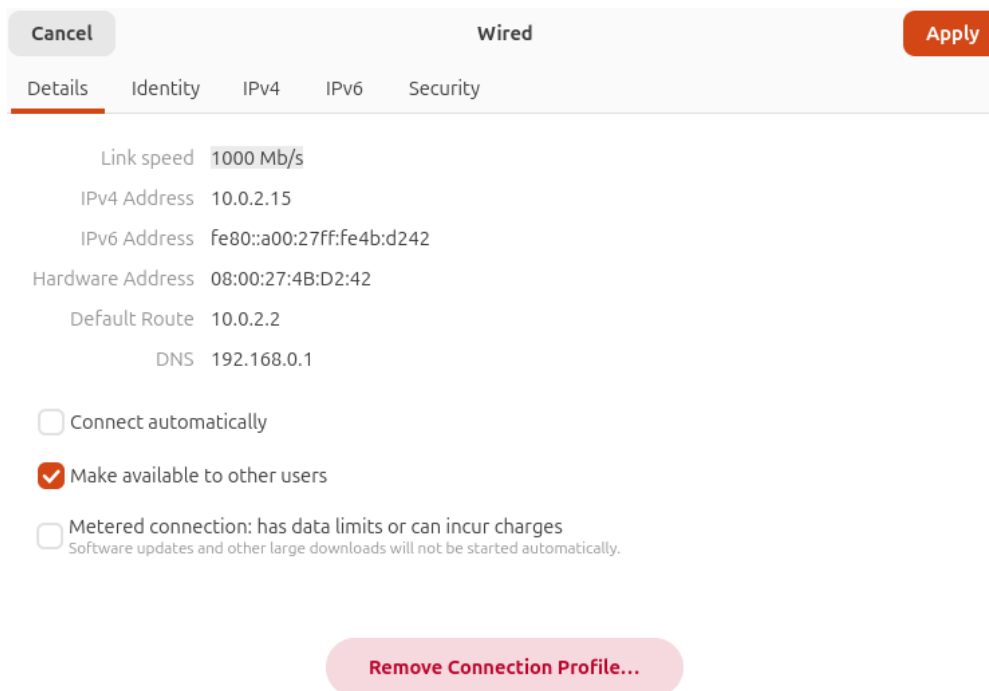 Cancel Wired Apply
Details Identity IPv4 IPv6 Security
Link speed 1000 Mb/s
IPv4 Address 10.0.2.15
IPv6 Address fe80::a00:27ff:fe4b:d242
Hardware Address 08:00:27:4B:D2:42
Default Route 10.0.2.2
DNS 192.168.0.1
Connect automatically
Make available to other users
Metered connection: has data limits or can incur charges
Software updates and other large downloads will not be started automatically.
Remove Connection Profile…